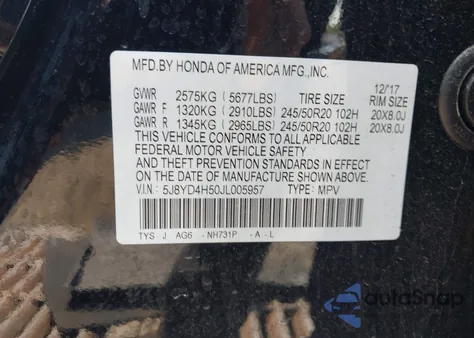 MFD.BY HONDA OF AMERICA MFG.,INC.
12/17
GVWR 2575KG (5677LBS) TIRE SIZE RIM SIZE
GAWR F 1320KG (2910LBS) 245/50R20 102H 20X8.0J
GAWR R 1345KG (2965LBS) 245/50R20 102H 20X8.0J
THIS VEHICLE CONFORMS TO ALL APPLICABLE
FEDERAL MOTOR VEHICLE SAFETY
AND THEFT PREVENTION STANDARDS IN EFFECT
ON THE DATE OF MANUFACTURE SHOWN ABOVE.
V.I.N: 5J8YD4H50JL005957 TYPE: MPV
TYS J AG6 - NH731P - A - L
autoSnap